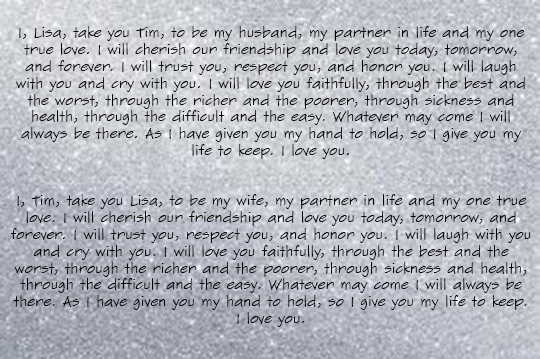 I, Lisa, take you Tim, to be my husband, my partner in life and my one
true love. I will cherish our friendship and love you today, tomorrow,
and forever. I will trust you, respect you, and honor you. I will laugh
with you and cry with you. I will love you faithfully, through the best and
the worst, through the richer and the poorer, through sickness and
health, through the difficult and the easy. Whatever may come I will
always be there. As I have given you my hand to hold, so I give you my
life to keep. I love you.
I, Tim, take you Lisa, to be my wife, my partner in life and my one true
love. I will cherish our friendship and love you today, tomorrow, and
forever. I will trust you, respect you, and honor you. I will laugh with you
and cry with you. I will love you faithfully, through the best and the
worst, through the richer and the poorer, through sickness and health,
through the difficult and the easy. Whatever may come I will always be
there. As I have given you my hand to hold, so I give you my life to keep.
I love you.